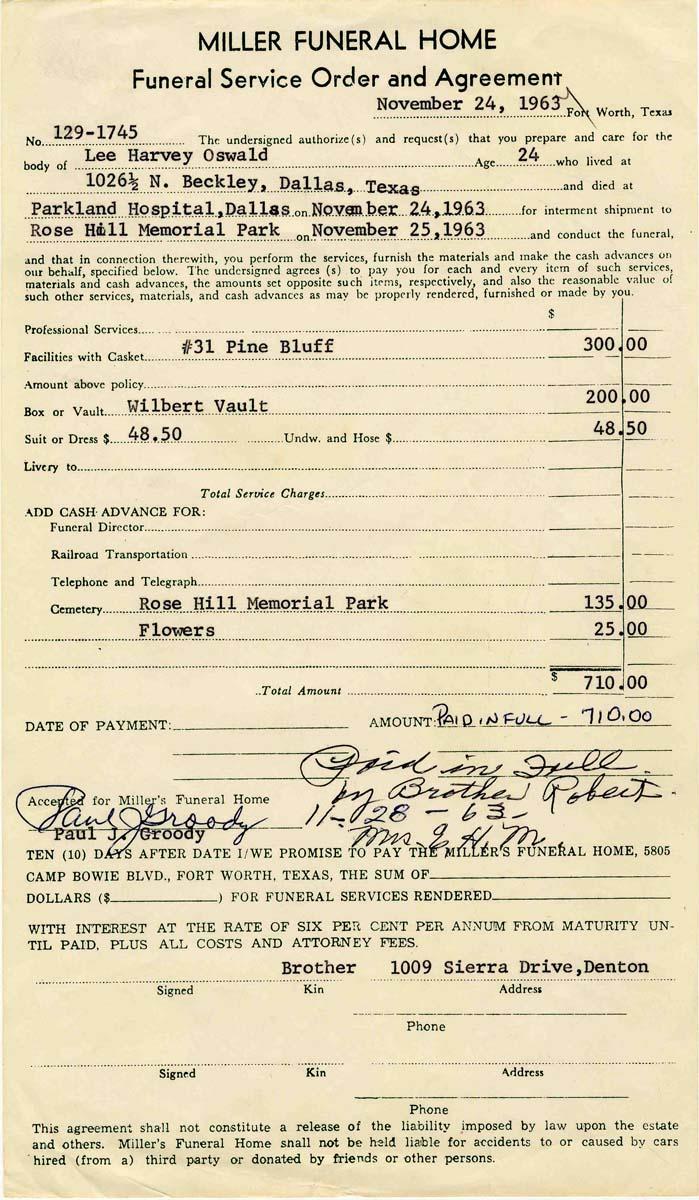 MILLER FUNERAL HOME
Funeral Service Order and Agreement
November 24, 1963 Fort Worth, Texas
No. 129-1745 The undersigned authorize(s) and request(s) that you prepare and care for the
body of Lee Harvey Oswald Age 24 who lived at
1026½ N. Beckley, Dallas, Texas and died at
Parkland Hospital,Dallas on November 24,1963 for interment shipment to
Rose Hill Memorial Park on November 25,1963 and conduct the funeral,
and that in connection therewith, you perform the services, furnish the materials and make the cash advances on
our behalf, specified below. The undersigned agrees (s) to pay you for each and every item of such services,
materials and cash advances, the amounts set opposite such items, respectively, and also the reasonable value of
such other services, materials, and cash advances as may be properly rendered, furnished or made by you.
$
Professional Services
Facilities with Casket #31 Pine Bluff 300.00
Amount above policy
Box or Vault Wilbert Vault 200.00
Suit or Dress $ 48.50 Undw. and Hose $ 48.50
Livery to
Total Service Charges
ADD CASH ADVANCE FOR:
Funeral Director
Railroad Transportation
Telephone and Telegraph
Cemetery Rose Hill Memorial Park 135.00
Flowers 25.00
Total Amount $ 710.00
DATE OF PAYMENT: AMOUNT: PAID IN FULL - 710.00
Paid in Full
by Brother Robert.
Accepted for Miller's Funeral Home
Paul J Groody 11-28-63-
Paul J. Groody Mrs. E.H.M.
TEN (10) DAYS AFTER DATE I/WE PROMISE TO PAY THE MILLER'S FUNERAL HOME, 5805
CAMP BOWIE BLVD., FORT WORTH, TEXAS, THE SUM OF
DOLLARS ($ ) FOR FUNERAL SERVICES RENDERED
WITH INTEREST AT THE RATE OF SIX PER CENT PER ANNUM FROM MATURITY UN-
TIL PAID, PLUS ALL COSTS AND ATTORNEY FEES.
Brother 1009 Sierra Drive,Denton
Signed Kin Address
Phone
Signed Kin Address
Phone
This agreement shall not constitute a release of the liability imposed by law upon the estate
and others. Miller's Funeral Home shall not be held liable for accidents to or caused by cars
hired (from a) third party or donated by friends or other persons.